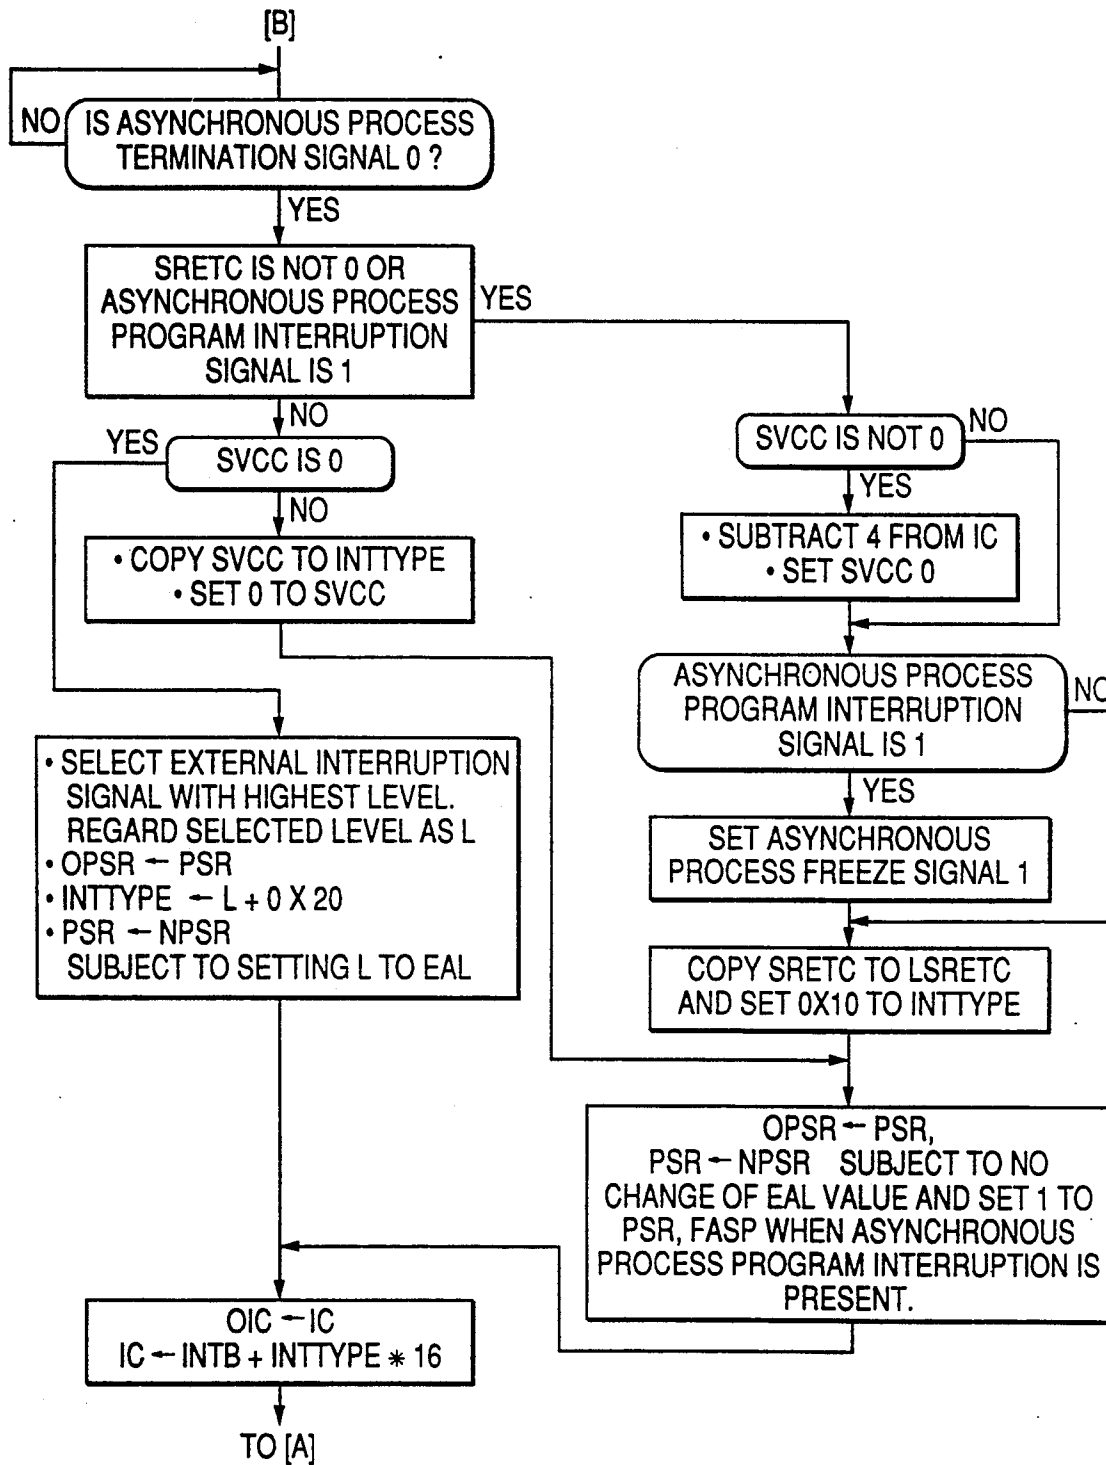 [B]
NO
IS ASYNCHRONOUS PROCESS
TERMINATION SIGNAL 0 ?
YES
SRETC IS NOT 0 OR
ASYNCHRONOUS PROCESS
PROGRAM INTERRUPTION
SIGNAL IS 1
YES
NO
YES
SVCC IS 0
NO
• COPY SVCC TO INTTYPE
• SET 0 TO SVCC
SVCC IS NOT 0
NO
YES
• SUBTRACT 4 FROM IC
• SET SVCC 0
ASYNCHRONOUS PROCESS
PROGRAM INTERRUPTION
SIGNAL IS 1
NO
YES
• SELECT EXTERNAL INTERRUPTION
SIGNAL WITH HIGHEST LEVEL.
REGARD SELECTED LEVEL AS L
• OPSR ← PSR
• INTTYPE ← L + 0 X 20
• PSR ← NPSR
SUBJECT TO SETTING L TO EAL
SET ASYNCHRONOUS
PROCESS FREEZE SIGNAL 1
COPY SRETC TO LSRETC
AND SET 0X10 TO INTTYPE
OPSR ← PSR,
PSR ← NPSR SUBJECT TO NO
CHANGE OF EAL VALUE AND SET 1 TO
PSR, FASP WHEN ASYNCHRONOUS
PROCESS PROGRAM INTERRUPTION IS
PRESENT.
OIC ← IC
IC ← INTB + INTTYPE * 16
TO [A]